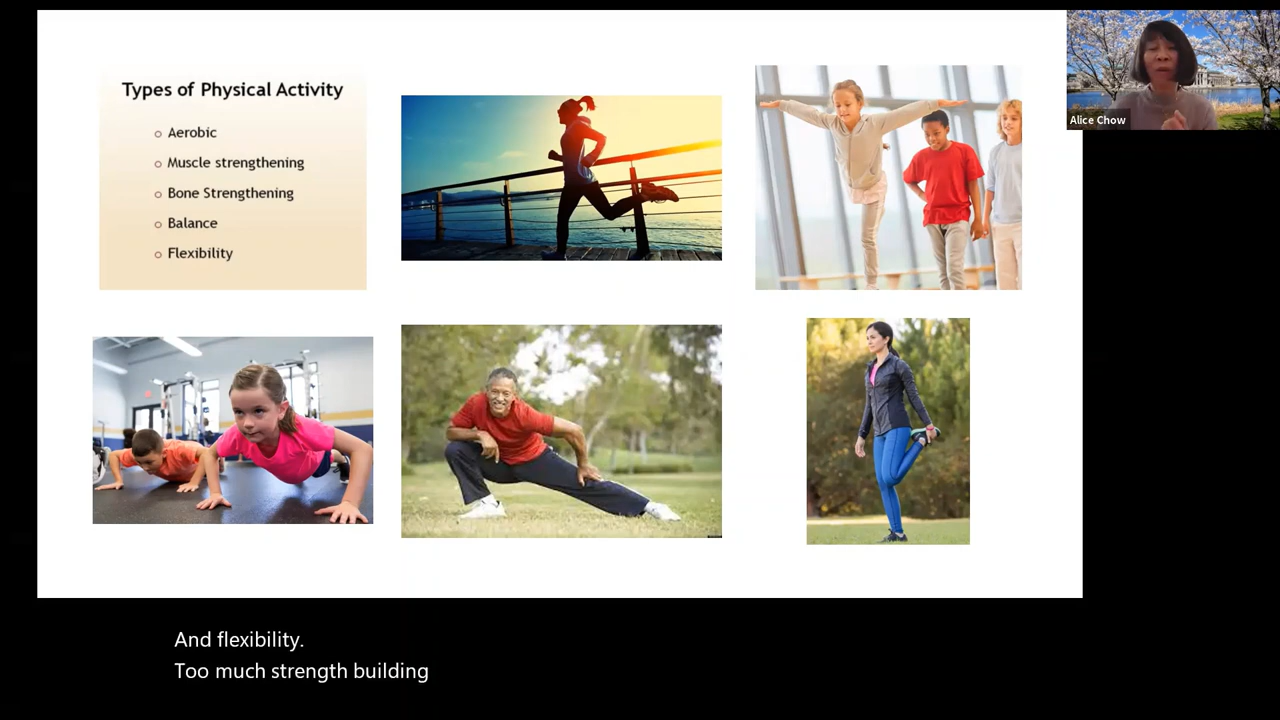 Types of Physical Activity
Aerobic
Muscle strengthening
Bone Strengthening
Balance
Flexibility
Alice Chow
And flexibility.
Too much strength building